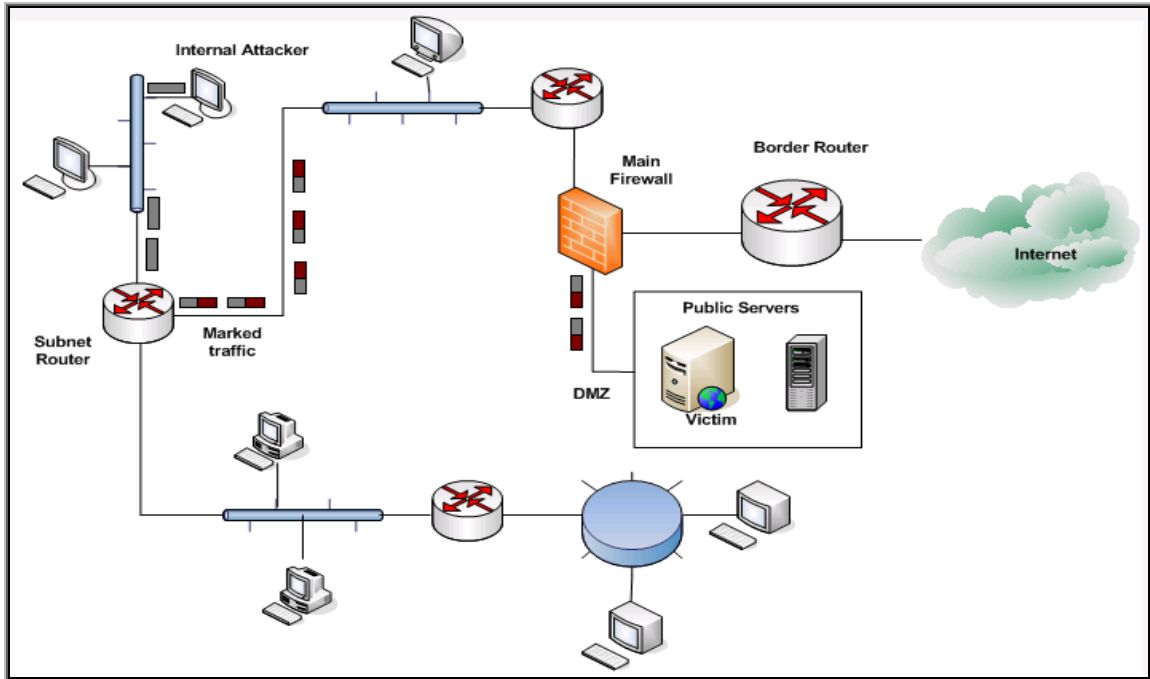 Internal Attacker
Main
Firewall
Border Router
Internet
Subnet
Router
Marked
traffic
Public Servers
DMZ
Victim